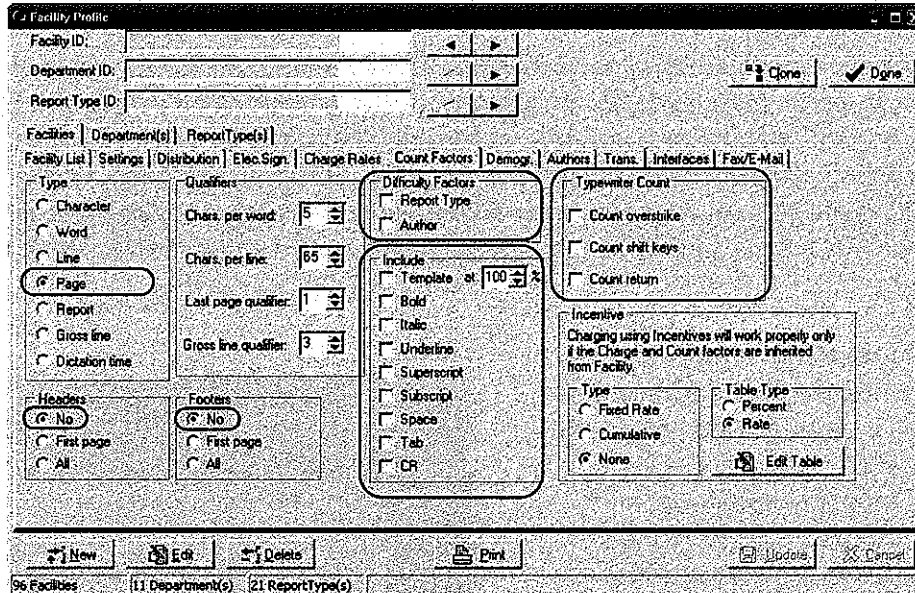 Facility Profile
Facility ID:
Department ID:
Report Type ID:
Clone
Done
Facilities Department(s) ReportType(s)
Facility List Settings Distribution Elec.Sign. Charge Rates Count Factors Demogr. Authors Trans. Interfaces Fax/E-Mail
Type
Character
Word
Line
Page
Report
Gross line
Dictation time
Qualifiers
Chars. per word: 5
Chars. per line: 65
Last page qualifier: 1
Gross line qualifier: 3
Difficulty Factors
Report Type
Author
Include
Template at 100 %
Bold
Italic
Underline
Superscript
Subscript
Space
Tab
CR
Typewriter Count
Count overstrike
Count shift keys
Count return
Incentive
Charging using Incentives will work properly only
if the Charge and Count factors are inherited
from Facility.
Type
Fixed Rate
Cumulative
None
Table Type
Percent
Rate
Edit Table
Headers
No
First page
All
Footers
No
First page
All
New Edit Delete Print Update Cancel
96 Facilities 11 Department(s) 21 ReportType(s)